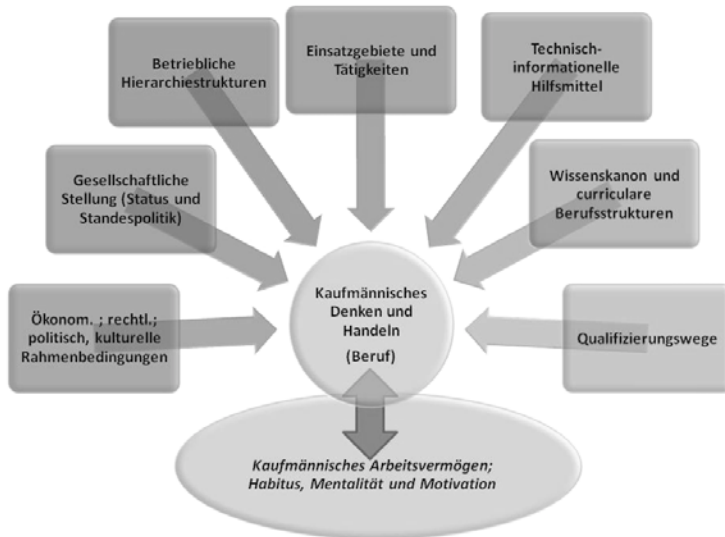 Betriebliche
Hierarchiestrukturen
Einsatzgebiete und
Tätigkeiten
Technisch-
informationelle
Hilfsmittel
Gesellschaftliche
Stellung (Status und
Standespolitik)
Wissenskanon und
curriculare
Berufsstrukturen
Ökonom. ; rechtl.;
politisch, kulturelle
Rahmenbedingungen
Kaufmännisches
Denken und
Handeln
(Beruf)
Qualifizierungswege
Kaufmännisches Arbeitsvermögen;
Habitus, Mentalität und Motivation